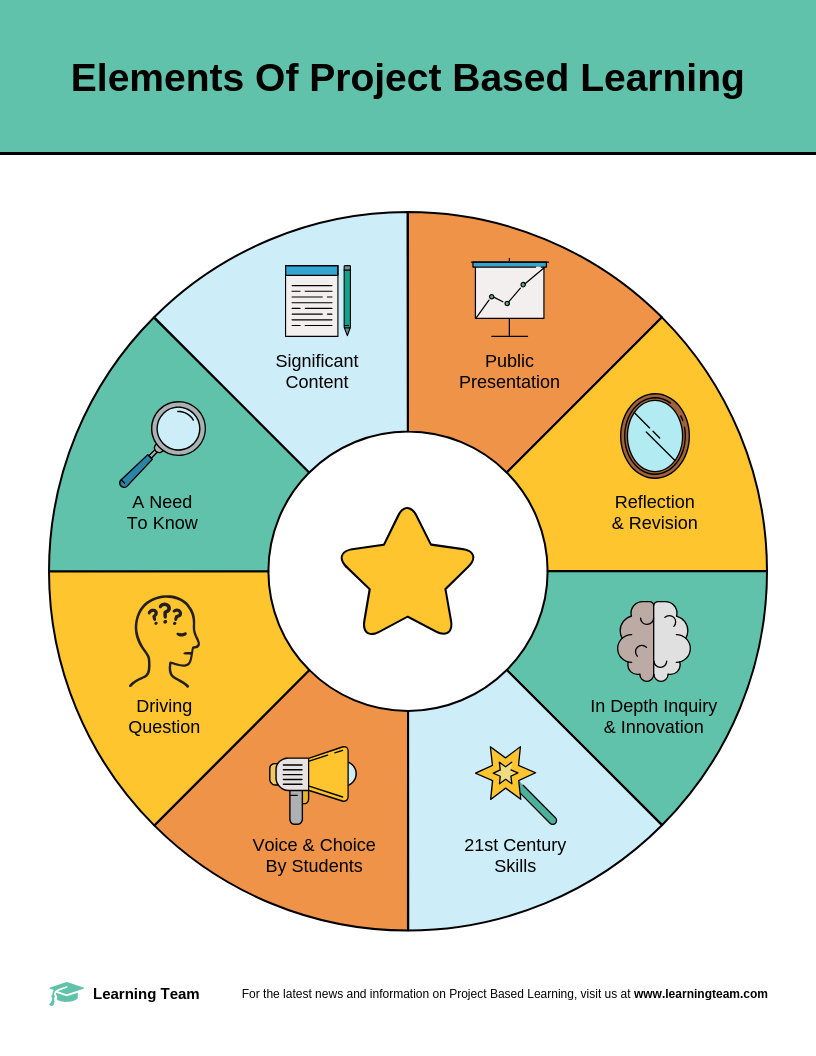 Elements Of Project Based Learning
Significant
Content
Public
Presentation
A Need
To Know
Reflection
& Revision
Driving
Question
In Depth Inquiry
& Innovation
Voice & Choice
By Students
21st Century
Skills
???
Learning Team
For the latest news and information on Project Based Learning, visit us at www.learningteam.com